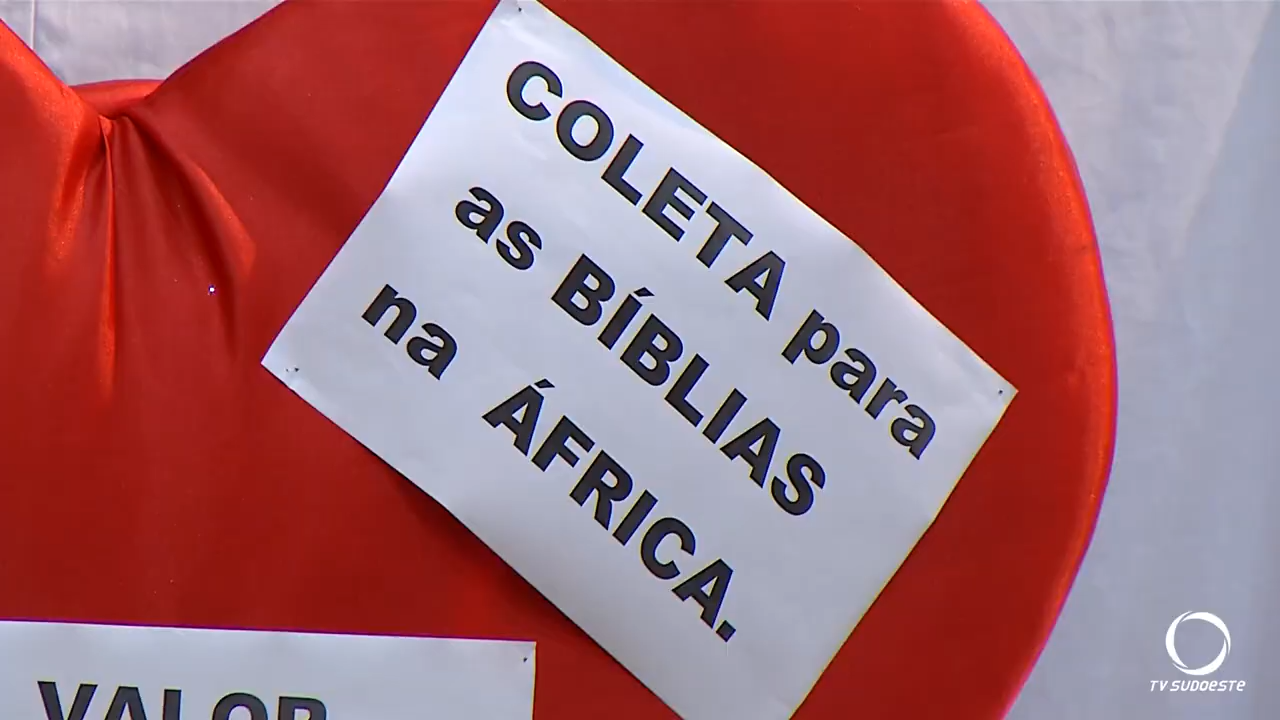 COLETA para
as BÍBLIAS
na ÁFRICA.
VALOR
TV SUDOESTE